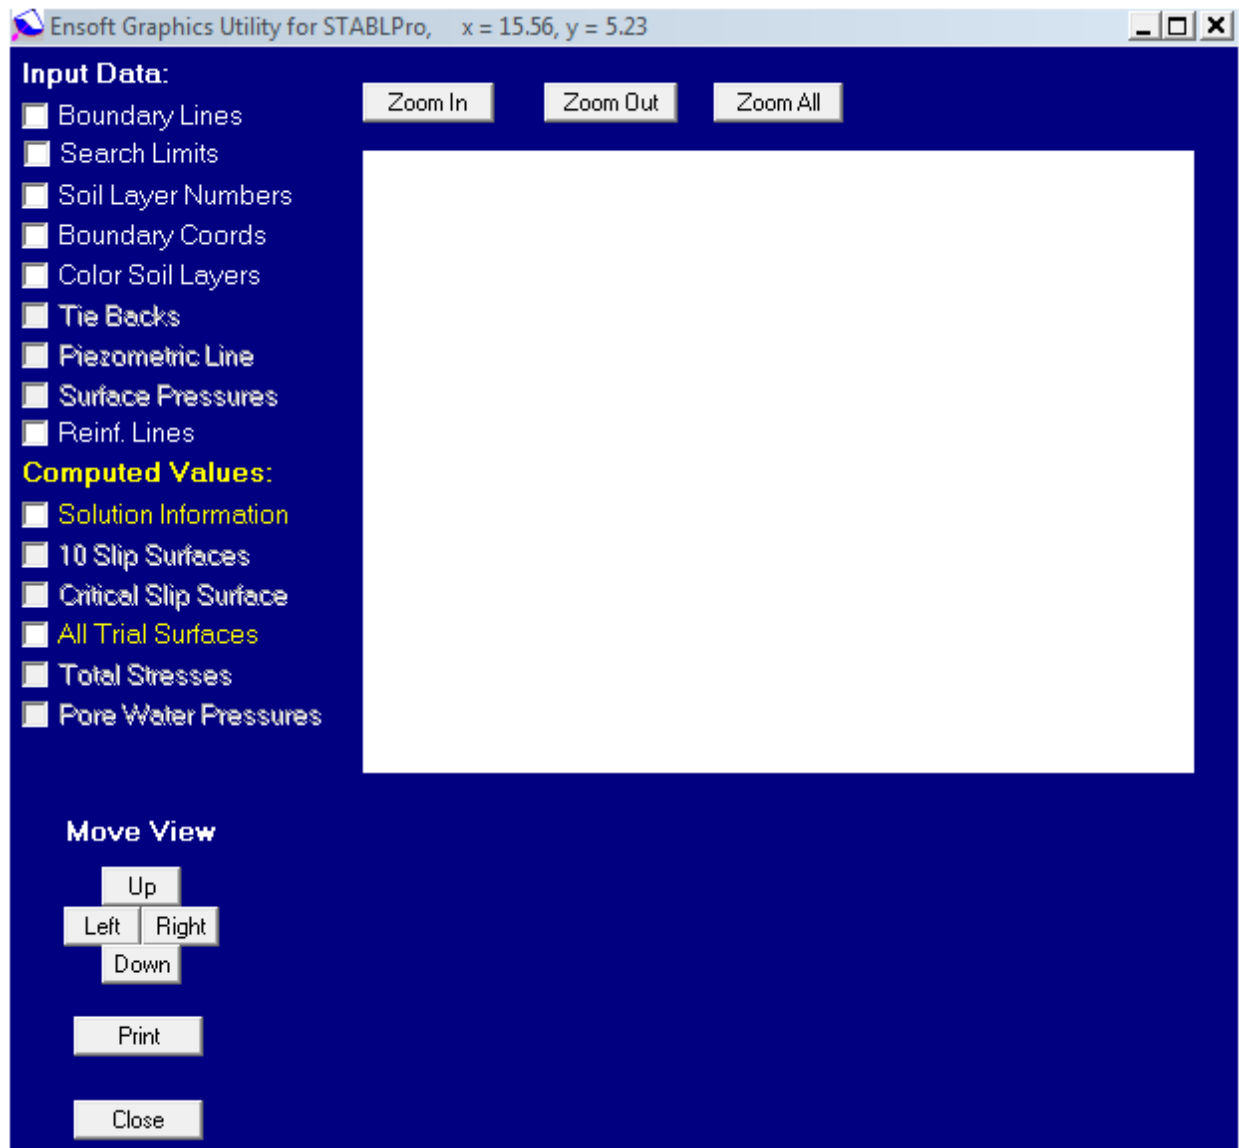 Ensoft Graphics Utility for STABLPro, x = 15.56, y = 5.23
Input Data:
Zoom In Zoom Out Zoom All
Boundary Lines
Search Limits
Soil Layer Numbers
Boundary Coords
Color Soil Layers
Tie Backs
Piezometric Line
Surface Pressures
Reinf. Lines
Computed Values:
Solution Information
10 Slip Surfaces
Critical Slip Surface
All Trial Surfaces
Total Stresses
Pore Water Pressures
Move View
Up
Left Right
Down
Print
Close